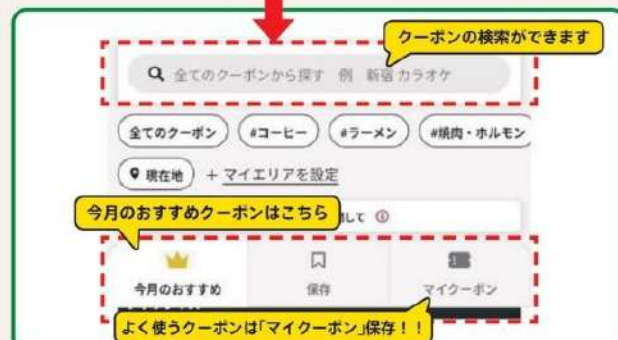 クーポンの検索ができます
全てのクーポンから探す 例 新宿 カラオケ
全てのクーポン #コーヒー #ラーメン #焼肉・ホルモン
現在地 + マイエリアを設定
今月のおすすめクーポンはこちら
して
今月のおすすめ 保存 マイクーポン
よく使うクーポンは「マイクーポン」保存！！